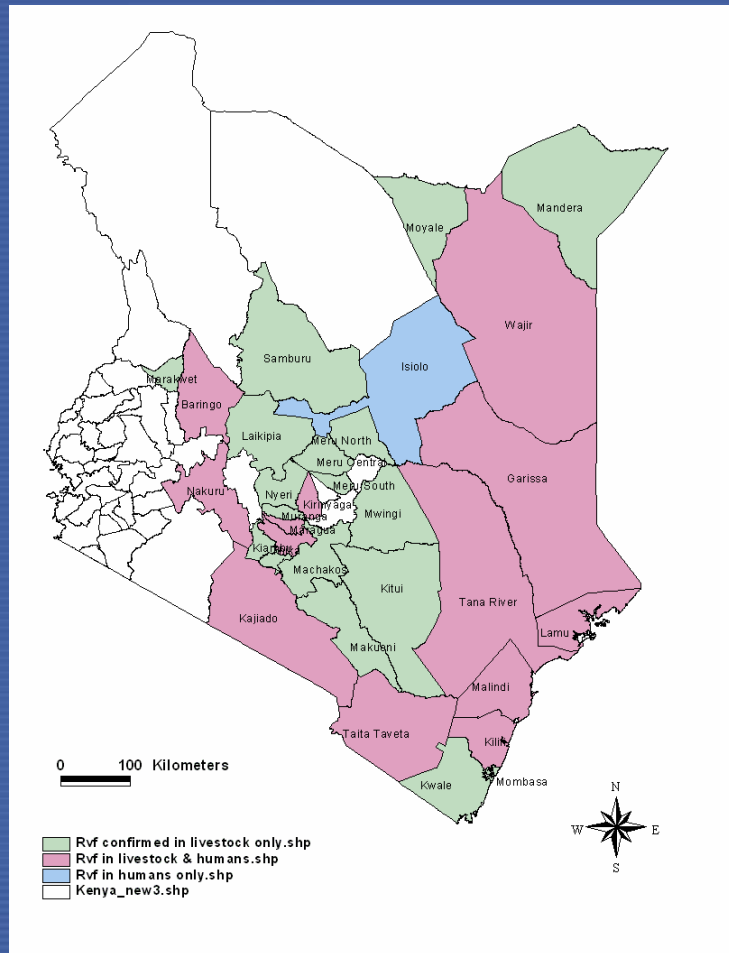 Mandera
Moyale
Wajir
Samburu
Isiolo
Marakwet
Baringo
Laikipia
Meru North
Meru Central
Garissa
Nakuru
Meru South
Nyeri
Kirinyaga
Mwingi
Muranga
Maragua
Machakos
Kitui
Tana River
Kajiado
Lamu
Makueni
Malindi
Taita Taveta
Kilifi
Kwale
Mombasa
0 100 Kilometers
N
W E
S
Rvf confirmed in livestock only.shp
Rvf in livestock & humans.shp
Rvf in humans only.shp
Kenya_new3.shp